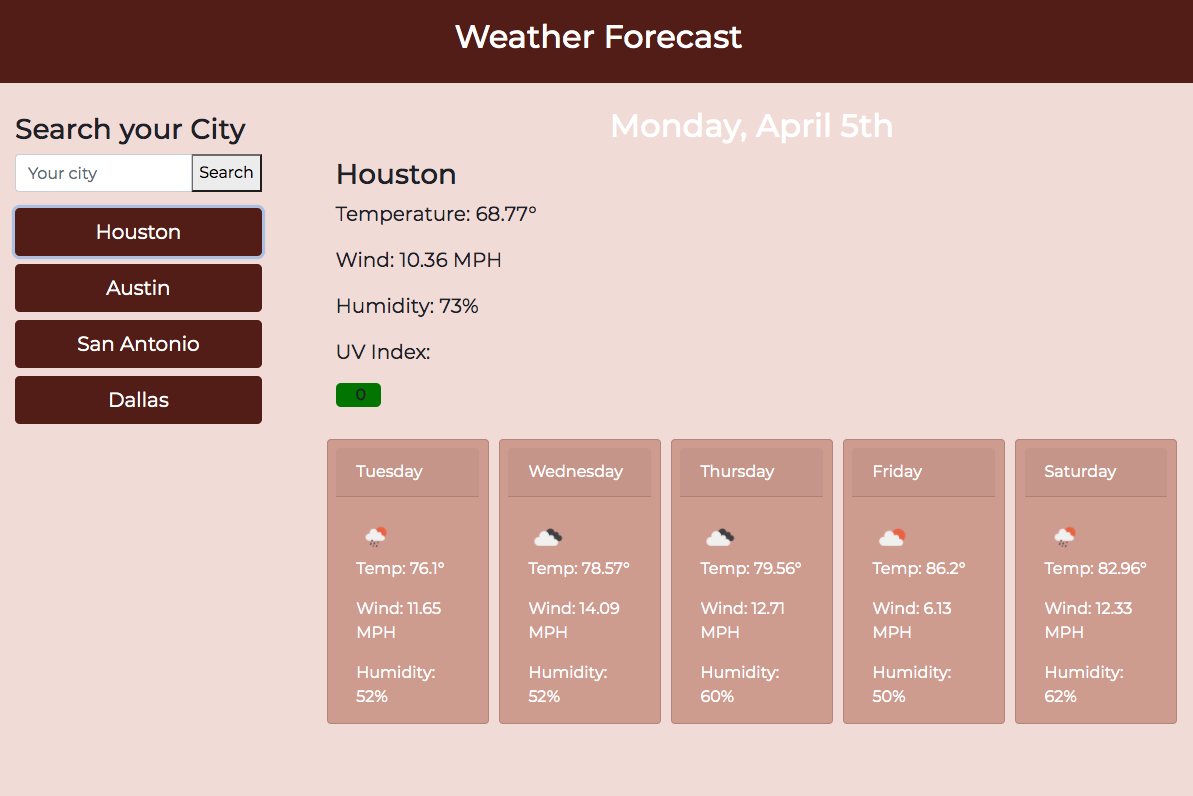 Weather Forecast
Search your City
Your city
Search
Houston
Austin
San Antonio
Dallas
Monday, April 5th
Houston
Temperature: 68.77°
Wind: 10.36 MPH
Humidity: 73%
UV Index:
0
Tuesday
Temp: 76.1°
Wind: 11.65
MPH
Humidity:
52%
Wednesday
Temp: 78.57°
Wind: 14.09
MPH
Humidity:
52%
Thursday
Temp: 79.56°
Wind: 12.71
MPH
Humidity:
60%
Friday
Temp: 86.2°
Wind: 6.13
MPH
Humidity:
50%
Saturday
Temp: 82.96°
Wind: 12.33
MPH
Humidity:
62%